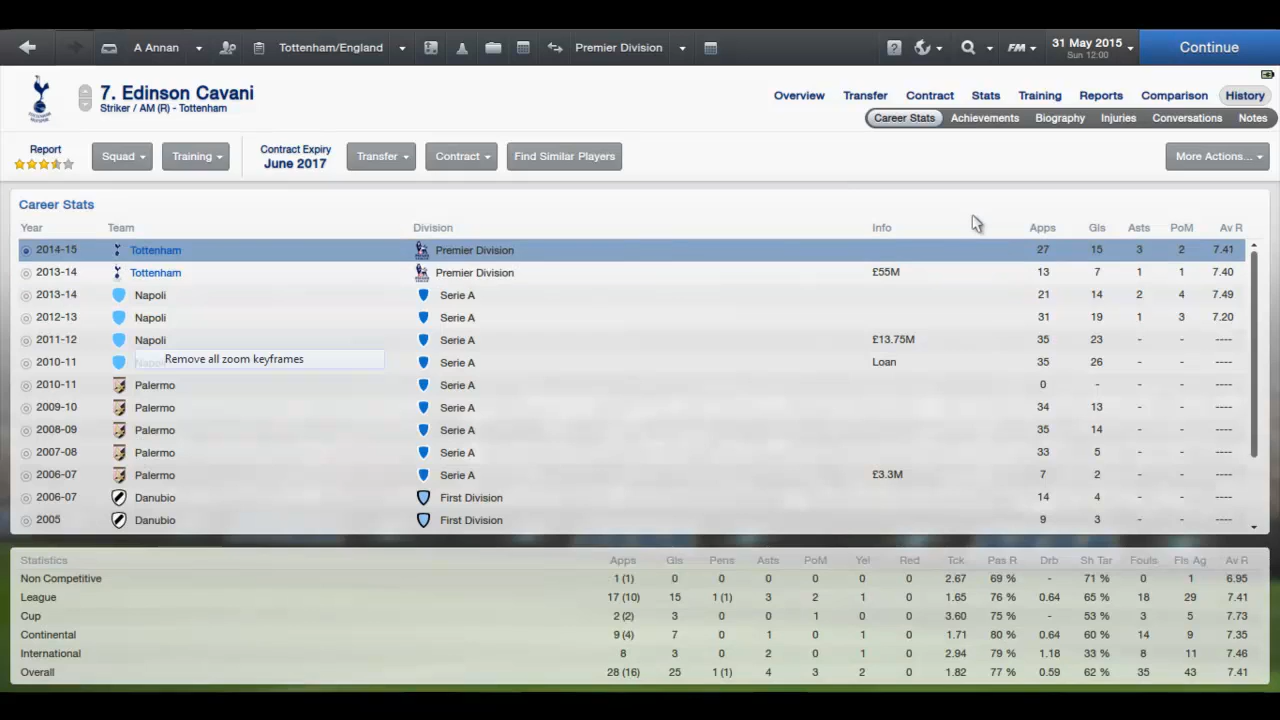 A Annan Tottenham/England Premier Division ? FM 31 May 2015 Sun 12:00 Continue
7. Edinson Cavani
Striker / AM (R) - Tottenham
Overview Transfer Contract Stats Training Reports Comparison History
Career Stats Achievements Biography Injuries Conversations Notes
Report Squad Training Contract Expiry June 2017 Transfer Contract Find Similar Players More Actions...
Career Stats
Year Team Division Info Apps Gls Asts PoM Av R
2014-15 Tottenham Premier Division 27 15 3 2 7.41
2013-14 Tottenham Premier Division £55M 13 7 1 1 7.40
2013-14 Napoli Serie A 21 14 2 4 7.49
2012-13 Napoli Serie A 31 19 1 3 7.20
2011-12 Napoli Serie A £13.75M 35 23 - - ----
Remove all zoom keyframes
2010-11 Napoli Serie A Loan 35 26 - - ----
2010-11 Palermo Serie A 0 - - - ----
2009-10 Palermo Serie A 34 13 - - ----
2008-09 Palermo Serie A 35 14 - - ----
2007-08 Palermo Serie A 33 5 - - ----
2006-07 Palermo Serie A £3.3M 7 2 - - ----
2006-07 Danubio First Division 14 4 - - ----
2005 Danubio First Division 9 3 - - ----
Statistics Apps Gls Pens Asts PoM Yel Red Tck Pas R Drb Sh Tar Fouls Fls Ag Av R
Non Competitive 1 (1) 0 0 0 0 0 0 2.67 69 % - 71 % 0 1 6.95
League 17 (10) 15 1 (1) 3 2 1 0 1.65 76 % 0.64 65 % 18 29 7.41
Cup 2 (2) 3 0 0 1 0 0 3.60 75 % - 53 % 3 5 7.73
Continental 9 (4) 7 0 1 0 1 0 1.71 80 % 0.64 60 % 14 9 7.35
International 8 3 0 2 0 1 0 2.94 79 % 1.18 33 % 8 11 7.46
Overall 28 (16) 25 1 (1) 4 3 2 0 1.82 77 % 0.59 62 % 35 43 7.41